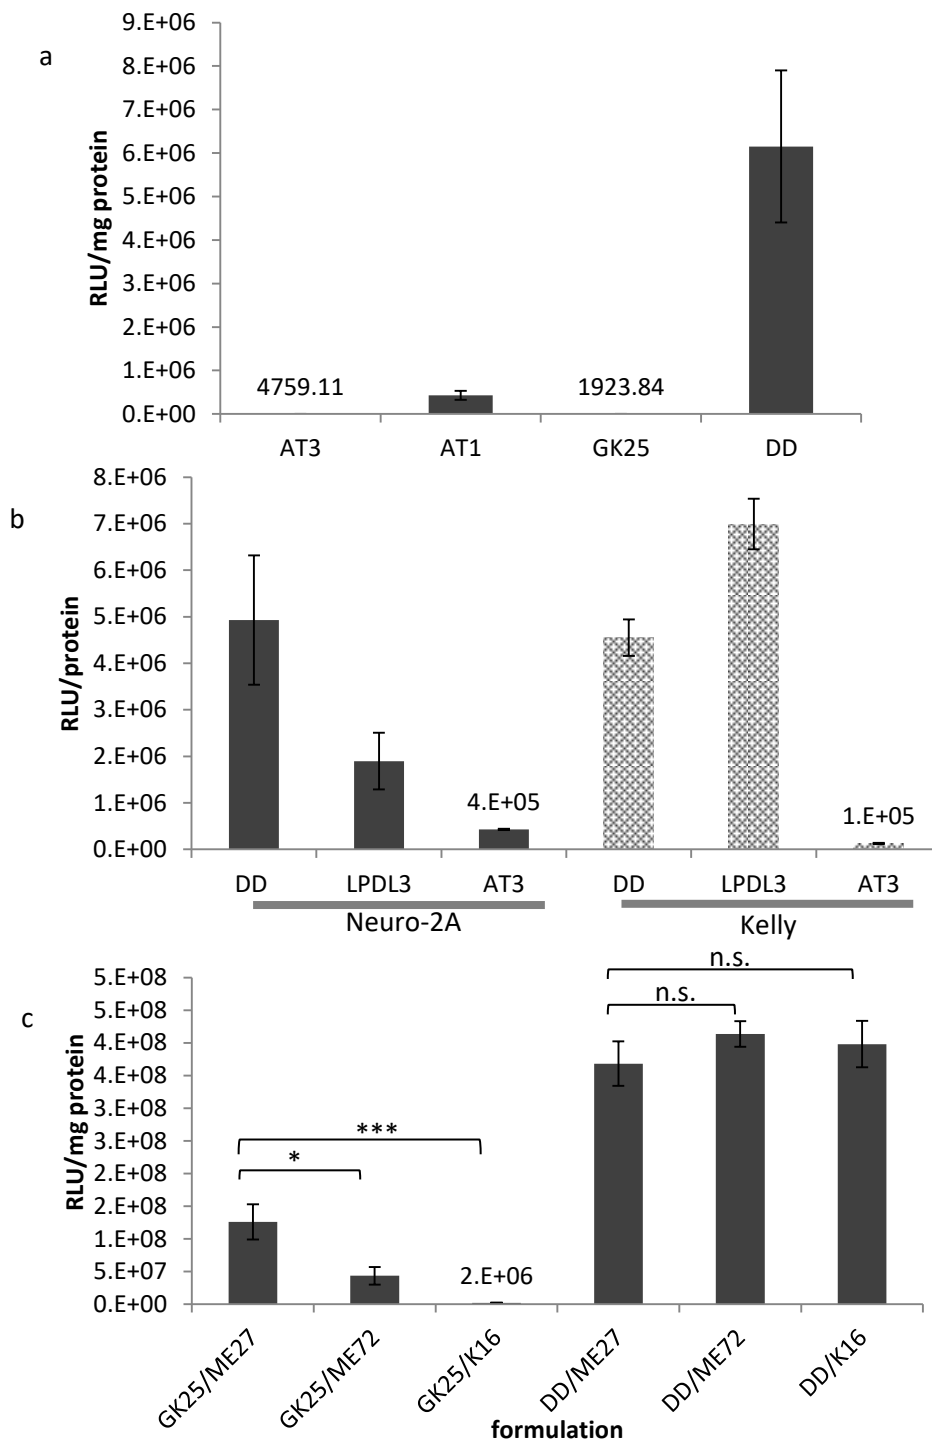 a
RLU/mg protein
9.E+06
8.E+06
7.E+06
6.E+06
5.E+06
4.E+06
3.E+06
2.E+06
1.E+06
0.E+00
4759.11
1923.84
AT3 AT1 GK25 DD
b
RLU/protein
8.E+06
7.E+06
6.E+06
5.E+06
4.E+06
3.E+06
2.E+06
1.E+06
0.E+00
4.E+05
1.E+05
DD LPDL3 AT3 DD LPDL3 AT3
Neuro-2A Kelly
c
RLU/mg protein
5.E+08
5.E+08
4.E+08
4.E+08
3.E+08
3.E+08
2.E+08
2.E+08
1.E+08
5.E+07
0.E+00
n.s.
n.s.
***
*
2.E+06
GK25/ME27 GK25/ME72 GK25/K16 DD/ME27 DD/ME72 DD/K16
formulation